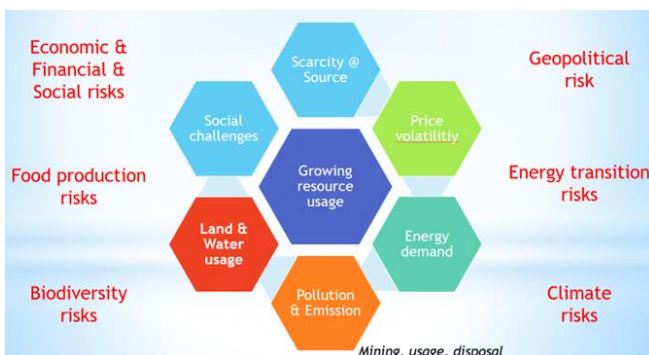 Economic &
Financial &
Social risks
Scarcity @
Source
Geopolitical
risk
Social
challenges
Price
volatilitiy
Food production
risks
Growing
resource
usage
Energy transition
risks
Land &
Water
usage
Energy
demand
Biodiversity
risks
Pollution
& Emission
Climate
risks
Mining, usage, disposal